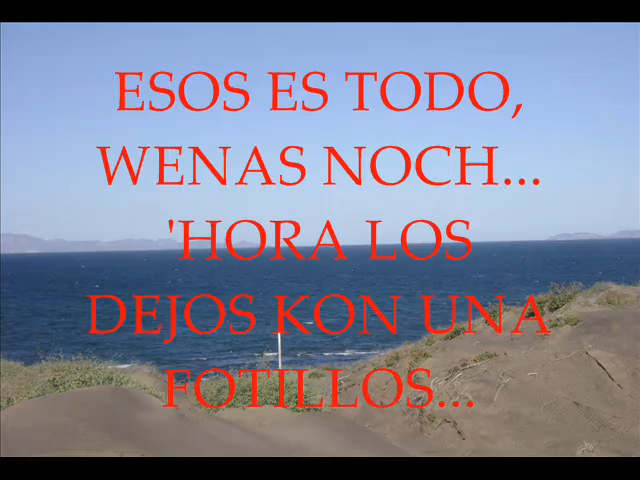 ESOS ES TODO,
WENAS NOCH...
'HORA LOS
DEJOS KON UNA
FOTILLOS...